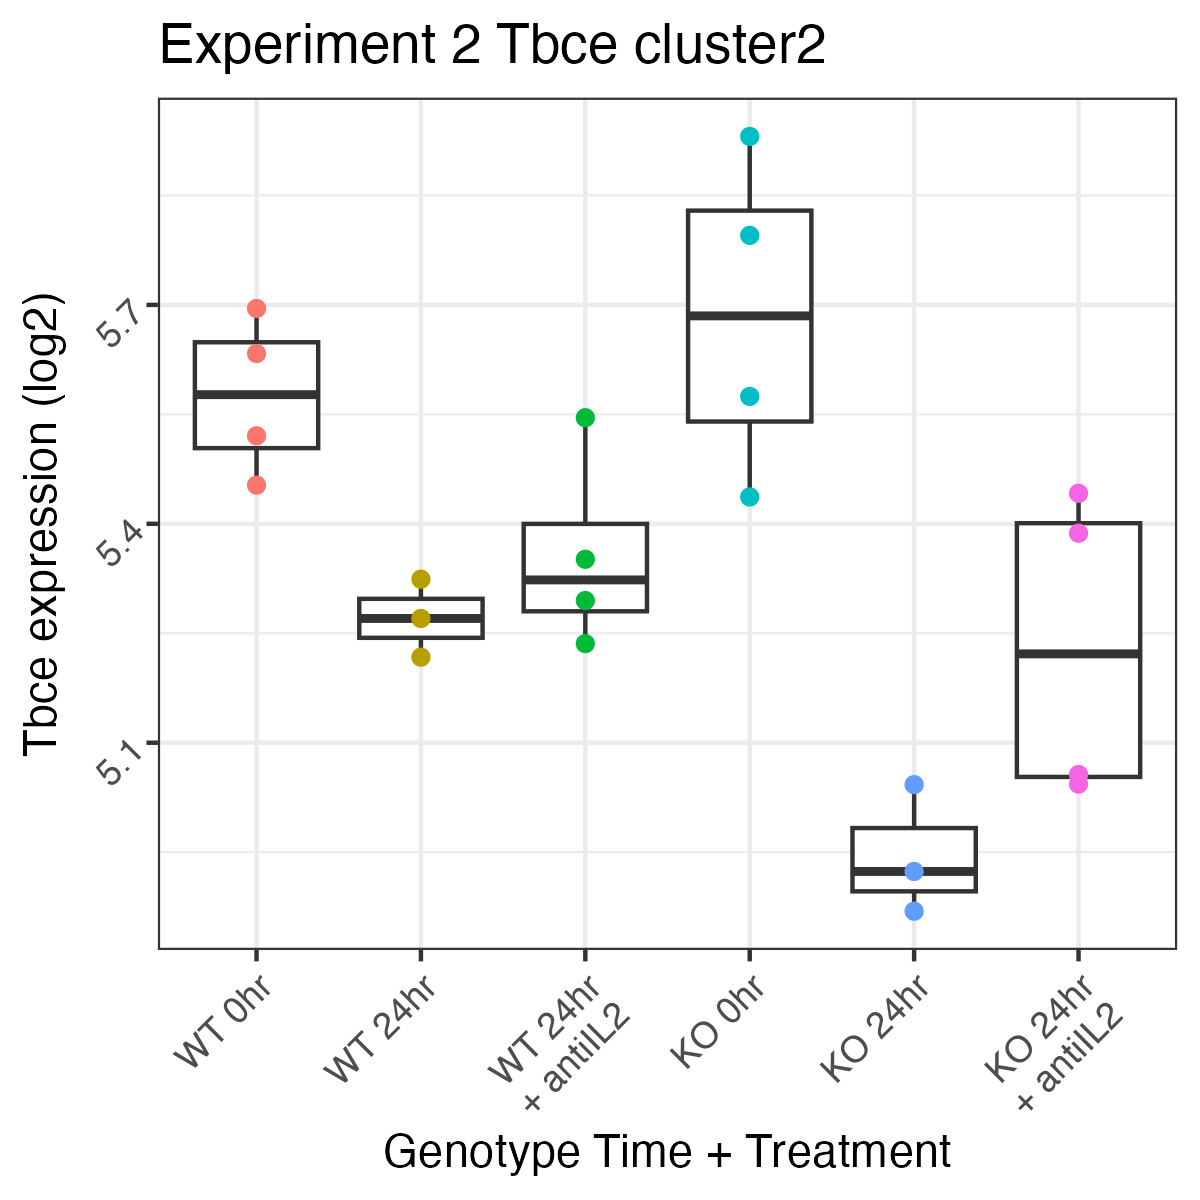 Experiment 2 Tbce cluster2
Tbce expression (log2)
5.7
5.4
5.1
WT 0hr
WT 24hr
WT 24hr
+ antiIL2
KO 0hr
KO 24hr
KO 24hr
+ antiIL2
Genotype Time + Treatment